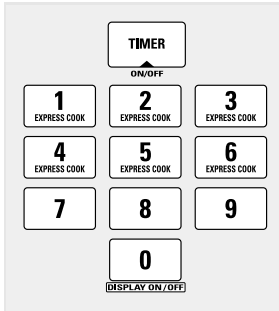 TIMER
ON/OFF
1 2 3
EXPRESS COOK EXPRESS COOK EXPRESS COOK
4 5 6
EXPRESS COOK EXPRESS COOK EXPRESS COOK
7 8 9
0
DISPLAY ON/OFF